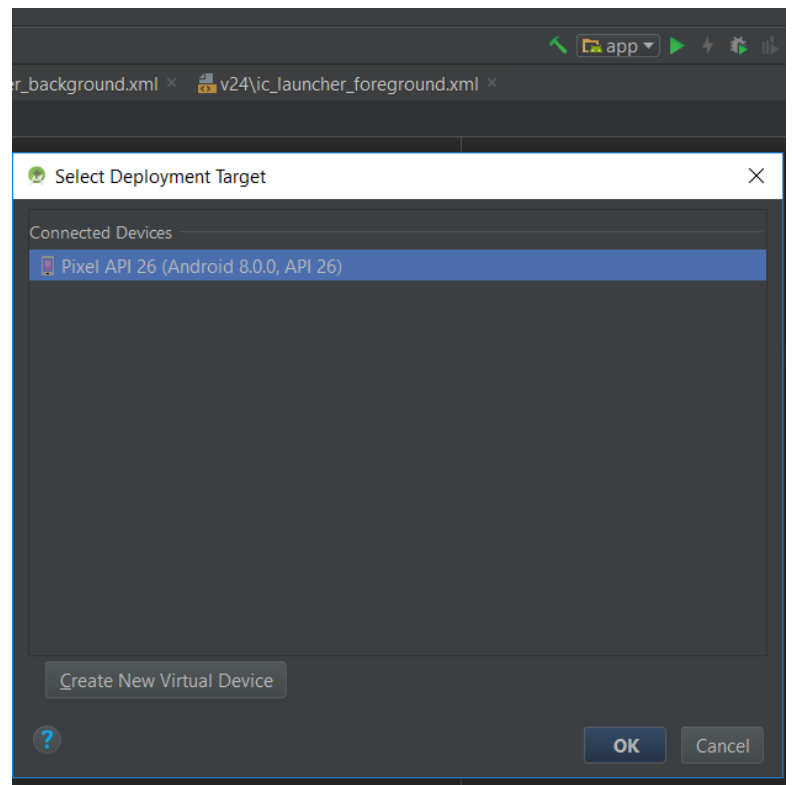 app
r_background.xml × v24\ic_launcher_foreground.xml ×
Select Deployment Target
Connected Devices
Pixel API 26 (Android 8.0.0, API 26)
Create New Virtual Device
?
OK Cancel